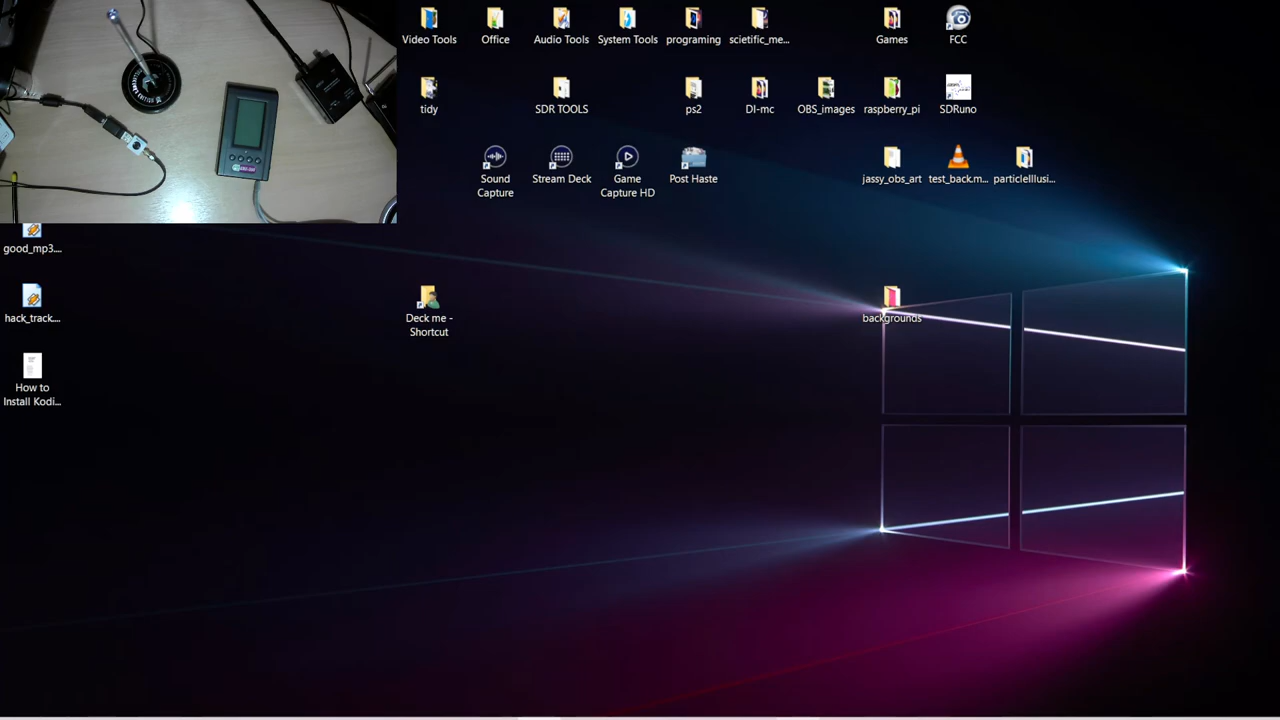 Video Tools
Office
Audio Tools
System Tools
programing
scietific_me...
Games
FCC
tidy
SDR TOOLS
ps2
DI-mc
OBS_images
raspberry_pi
SDRuno
Sound
Capture
Stream Deck
Game
Capture HD
Post Haste
jassy_obs_art
test_back.m...
particleIllusi...
good_mp3....
hack_track....
Deck me -
Shortcut
backgrounds
How to
Install Kodi...